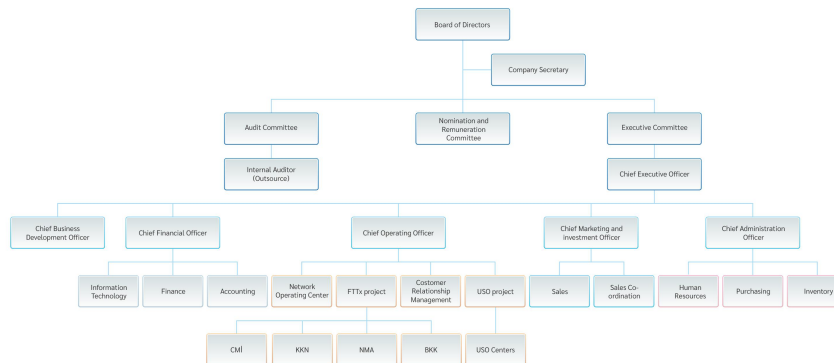 Board of Directors
Company Secretary
Audit Committee
Nomination and
Remuneration
Committee
Executive Committee
Internal Auditor
(Outsource)
Chief Executive Officer
Chief Business
Development Officer
Chief Financial Officer
Chief Operating Officer
Chief Marketing and
investment Officer
Chief Administration
Officer
Information
Technology
Finance
Accounting
Network
Operating Center
FTTx project
Costomer
Relationship
Management
USO project
Sales
Sales Co-
ordination
Human
Resources
Purchasing
Inventory
CMİ
KKN
NMA
BKK
USO Centers